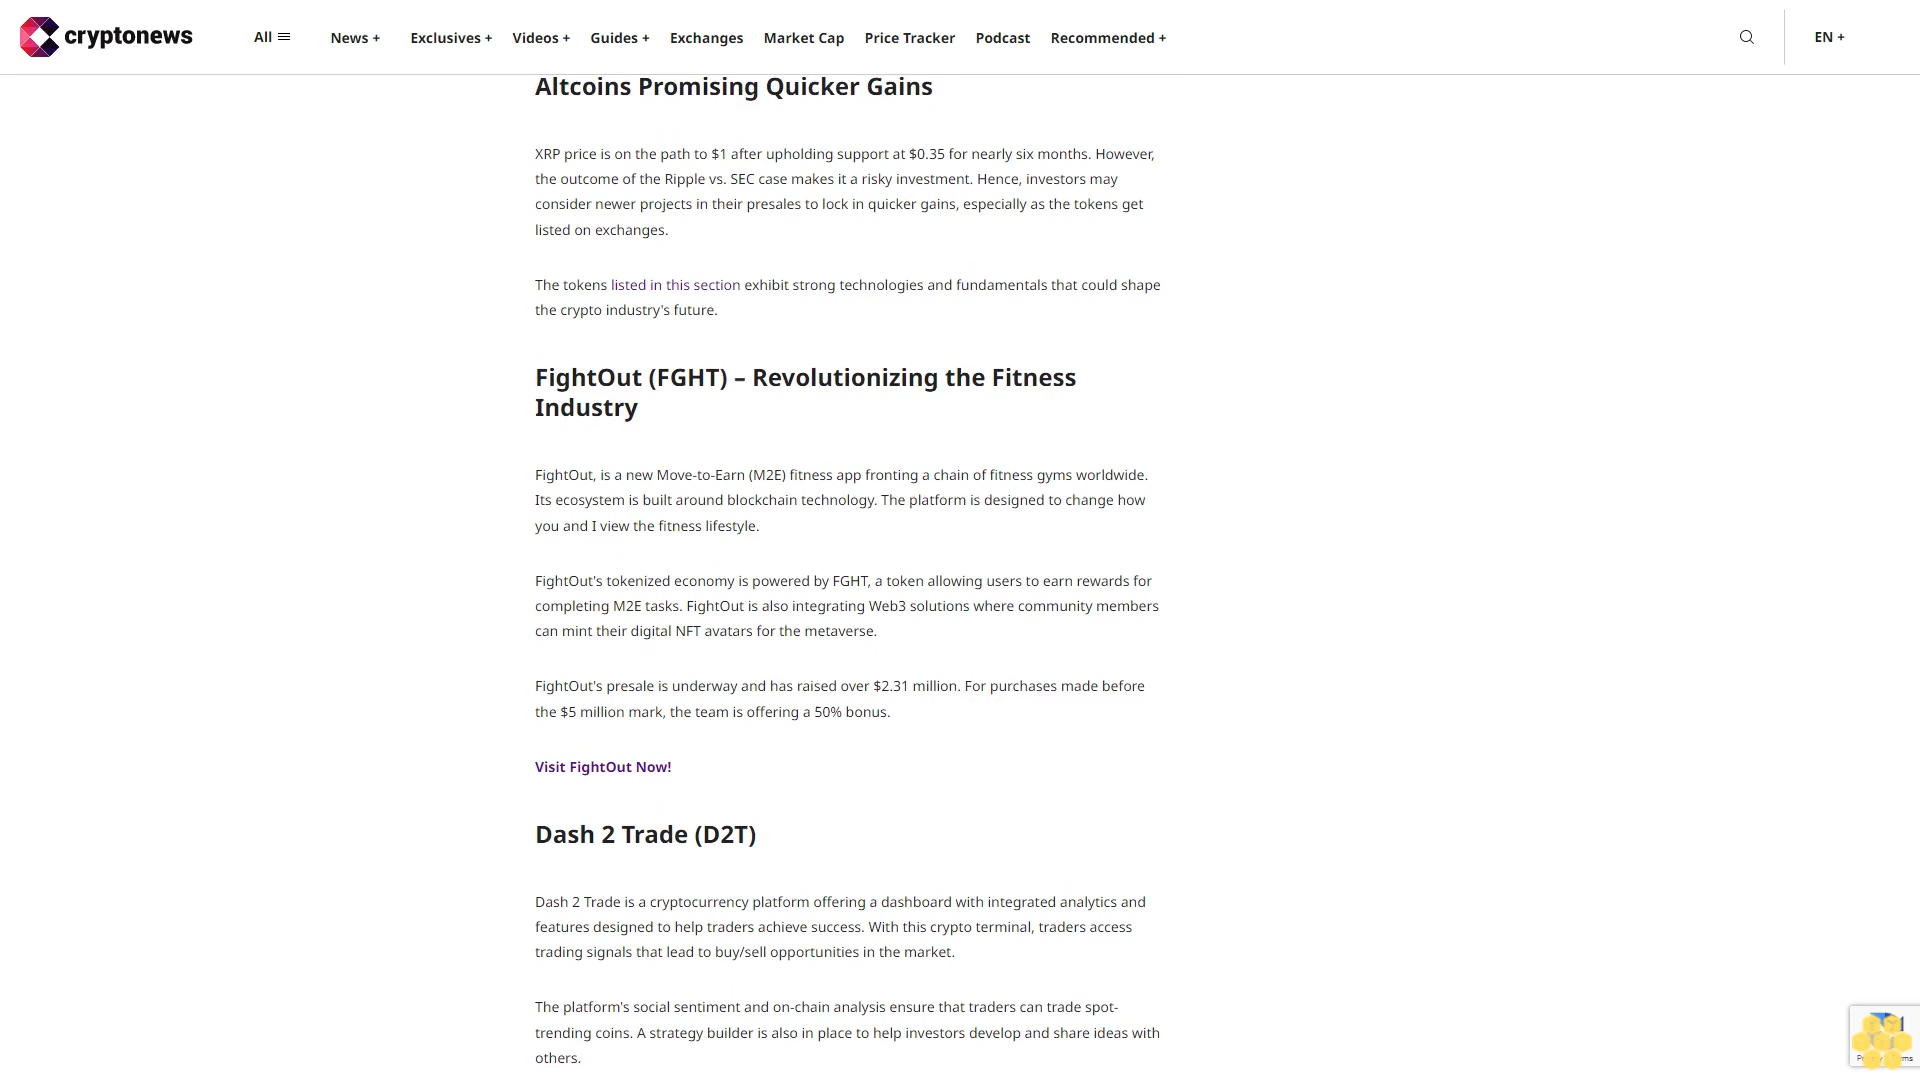 cryptonews
All
News +
Exclusives +
Videos +
Guides +
Exchanges
Market Cap
Price Tracker
Podcast
Recommended +
EN +
Altcoins Promising Quicker Gains
XRP price is on the path to $1 after upholding support at $0.35 for nearly six months. However,
the outcome of the Ripple vs. SEC case makes it a risky investment. Hence, investors may
consider newer projects in their presales to lock in quicker gains, especially as the tokens get
listed on exchanges.
The tokens listed in this section exhibit strong technologies and fundamentals that could shape
the crypto industry's future.
FightOut (FGHT) – Revolutionizing the Fitness
Industry
FightOut, is a new Move-to-Earn (M2E) fitness app fronting a chain of fitness gyms worldwide.
Its ecosystem is built around blockchain technology. The platform is designed to change how
you and I view the fitness lifestyle.
FightOut's tokenized economy is powered by FGHT, a token allowing users to earn rewards for
completing M2E tasks. FightOut is also integrating Web3 solutions where community members
can mint their digital NFT avatars for the metaverse.
FightOut's presale is underway and has raised over $2.31 million. For purchases made before
the $5 million mark, the team is offering a 50% bonus.
Visit FightOut Now!
Dash 2 Trade (D2T)
Dash 2 Trade is a cryptocurrency platform offering a dashboard with integrated analytics and
features designed to help traders achieve success. With this crypto terminal, traders access
trading signals that lead to buy/sell opportunities in the market.
The platform's social sentiment and on-chain analysis ensure that traders can trade spot-
trending coins. A strategy builder is also in place to help investors develop and share ideas with
others.